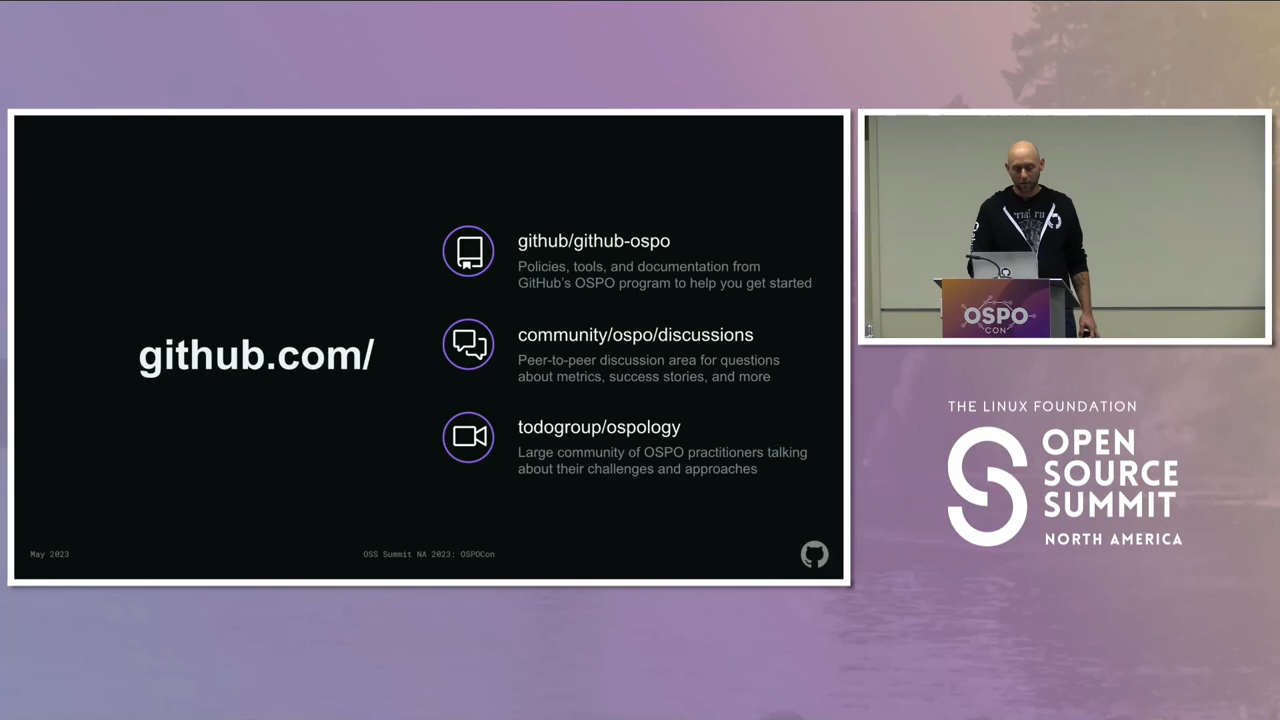 github.com/
github/github-ospo
Policies, tools, and documentation from
GitHub's OSPO program to help you get started
community/ospo/discussions
Peer-to-peer discussion area for questions
about metrics, success stories, and more
todogroup/ospology
Large community of OSPO practitioners talking
about their challenges and approaches
May 2023
OSS Summit NA 2023: OSPOCon
OSPO
CON
THE LINUX FOUNDATION
OPEN
SOURCE
SUMMIT
NORTH AMERICA